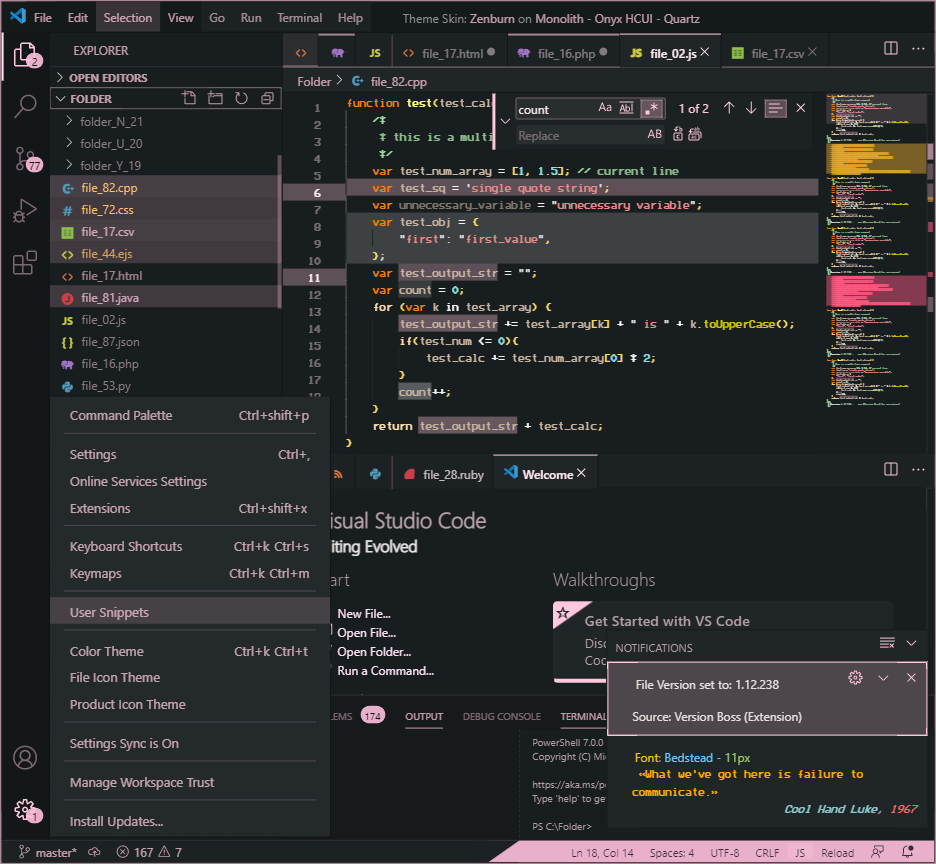 File Edit Selection View Go Run Terminal Help Theme Skin: Zenburn on Monolith - Onyx HCUI - Quartz
2
77
EXPLORER
OPEN EDITORS
FOLDER
folder_N_21
folder_U_20
folder_Y_19
file_82.cpp
file_72.css
file_17.csv
file_44.ejs
file_17.html
file_81.java
file_02.js
file_87.json
file_16.php
file_53.py
JS file_17.html file_16.php JS file_02.js file_17.csv
Folder > file_82.cpp
count Aa Abl .* 1 of 2
Replace AB
1 function test(test_cal
2 /*
3 * this is a multi
4 */
5 var test_num_array = [1, 1.5]; // current line
6 var test_sq = 'single quote string';
7 var unnecessary_variable = "unnecessary variable";
8 var test_obj = {
9 "first": "first_value",
10 };
11 var test_output_str = "";
12 var count = 0;
13 for (var k in test_array) {
14 test_output_str += test_array[k] + " is " + k.toUpperCase();
15 if(test_num <= 0){
16 test_calc += test_num_array[0] * 2;
17 }
count++;
}
return test_output_str + test_calc;
}
Command Palette Ctrl+shift+p
Settings Ctrl+,
Online Services Settings
Extensions Ctrl+shift+x
Keyboard Shortcuts Ctrl+k Ctrl+s
Keymaps Ctrl+k Ctrl+m
User Snippets
Color Theme Ctrl+k Ctrl+t
File Icon Theme
Product Icon Theme
Settings Sync is On
Manage Workspace Trust
Install Updates...
1
file_28.ruby Welcome
isual Studio Code
iting Evolved
art
New File...
Open File...
Open Folder...
Run a Command...
Walkthroughs
Get Started with VS Code
Disc
Coc
LEMS 174 OUTPUT DEBUG CONSOLE TERMINAL
PowerShell 7.0.0
Copyright (C) Mi
https://aka.ms/p
Type 'help' to ge
PS C:\Folder>
NOTIFICATIONS
File Version set to: 1.12.238
Source: Version Boss (Extension)
Font: Bedstead - 11px
«What we've got here is failure to
communicate.»
Cool Hand Luke, 1967
master* 167 7 Ln 18, Col 14 Spaces: 4 UTF-8 CRLF JS Reload